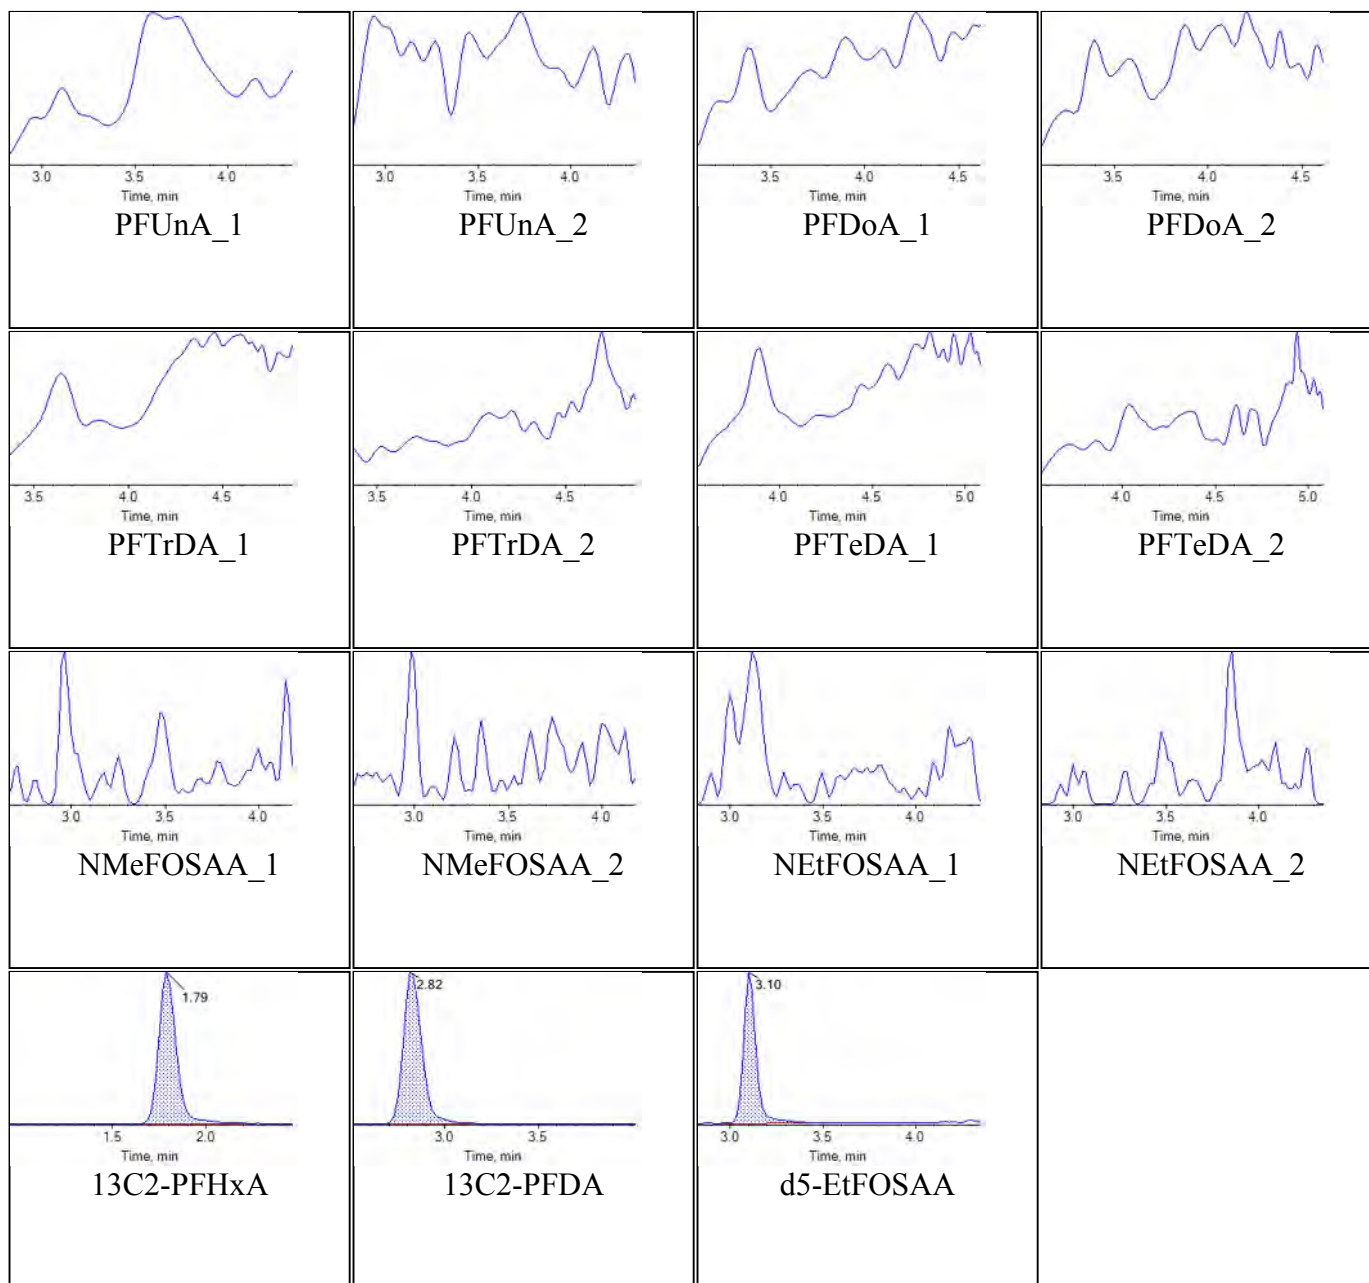 3.0 3.5 4.0
Time, min
PFUnA_1
3.0 3.5 4.0
Time, min
PFUnA_2
3.5 4.0 4.5
Time, min
PFDoA_1
3.5 4.0 4.5
Time, min
PFDoA_2
3.5 4.0 4.5
Time, min
PFTrDA_1
3.5 4.0 4.5
Time, min
PFTrDA_2
4.0 4.5 5.0
Time, min
PFTeDA_1
4.0 4.5 5.0
Time, min
PFTeDA_2
3.0 3.5 4.0
Time, min
NMeFOSAA_1
3.0 3.5 4.0
Time, min
NMeFOSAA_2
3.0 3.5 4.0
Time, min
NEtFOSAA_1
3.0 3.5 4.0
Time, min
NEtFOSAA_2
1.79
1.5 2.0
Time, min
13C2-PFHxA
2.82
3.0 3.5
Time, min
13C2-PFDA
3.10
3.0 3.5 4.0
Time, min
d5-EtFOSAA